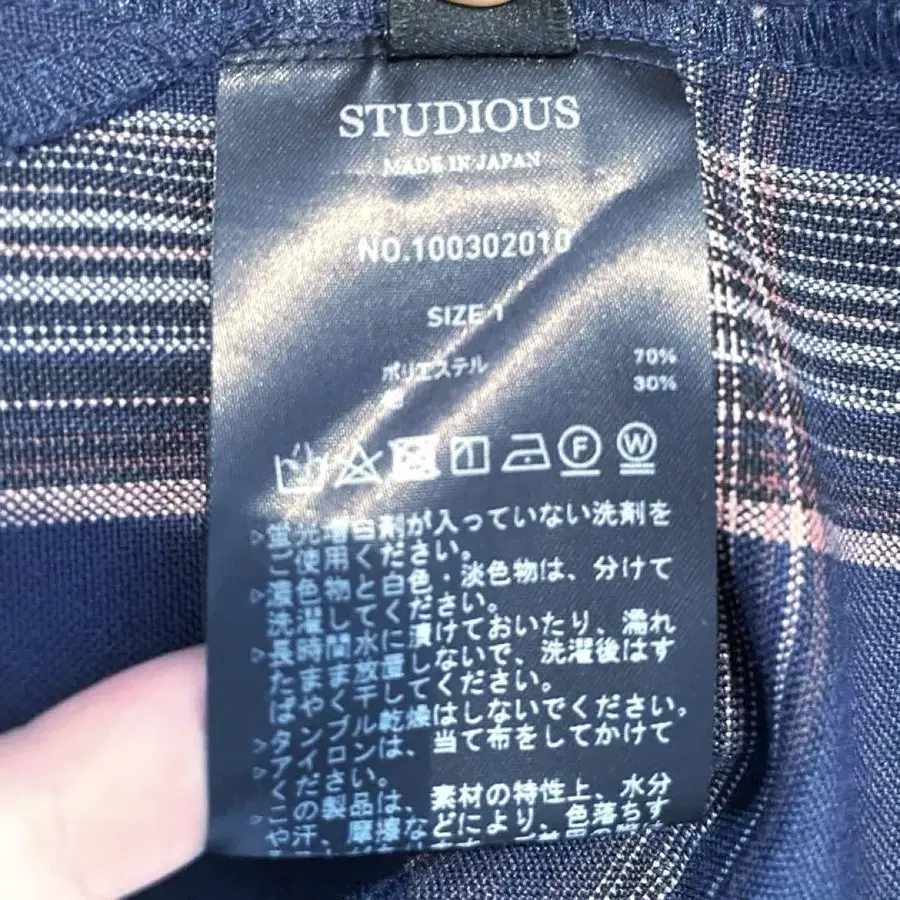 STUDIOUS
MADE IN JAPAN
NO.100302010
SIZE 1
ポリエステル 70%
30%
F W
▷蛍光増白剤が入っていない洗剤を
ご使用ください。
▷濃色物と白色・淡色物は、分けて
洗濯してください。
▷長時間水に漬けておいたり、濡れ
たまま放置しないで、洗濯後はす
ばやく干してください。
▷タンブル乾燥はしないでください。
▷アイロンは、当て布をしてかけて
ください。
▷この製品は、素材の特性上、水分
や汗、摩擦などにより、色落ちす